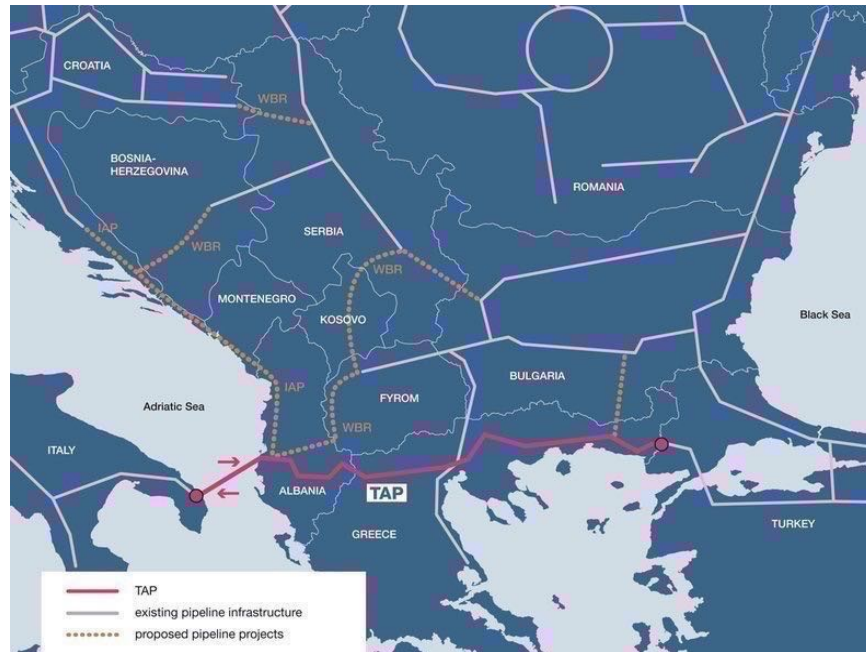 CROATIA
WBR
BOSNIA-
HERZEGOVINA
ROMANIA
IAP
WBR
SERBIA
WBR
MONTENEGRO
KOSOVO
Black Sea
IAP
FYROM
BULGARIA
Adriatic Sea
WBR
ITALY
ALBANIA
TAP
TURKEY
GREECE
TAP
existing pipeline infrastructure
proposed pipeline projects